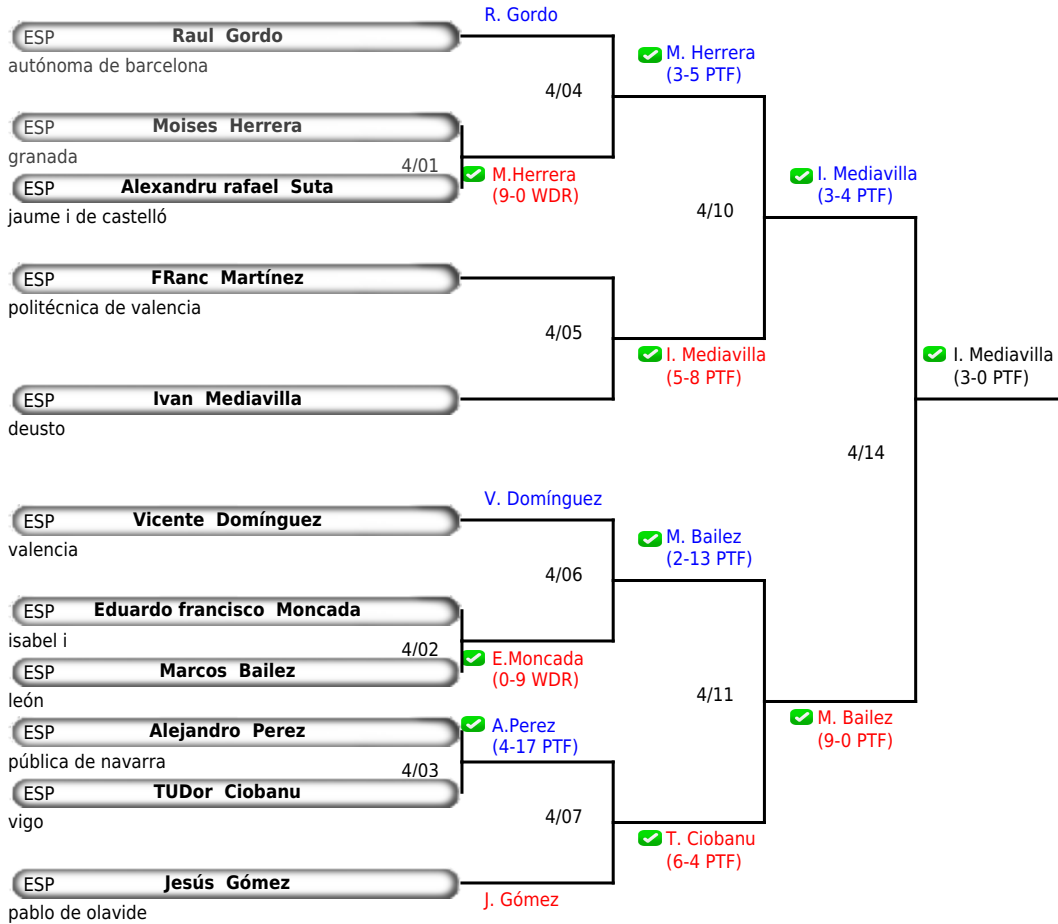 R. Gordo
ESP Raul Gordo
autónoma de barcelona
M. Herrera
(3-5 PTF)
4/04
ESP Moises Herrera
granada
4/01
M.Herrera
(9-0 WDR)
ESP Alexandru rafael Suta
jaume i de castelló
I. Mediavilla
(3-4 PTF)
4/10
ESP FRanc Martínez
politécnica de valencia
4/05
I. Mediavilla
(5-8 PTF)
I. Mediavilla
(3-0 PTF)
ESP Ivan Mediavilla
deusto
4/14
V. Domínguez
ESP Vicente Domínguez
valencia
M. Bailez
(2-13 PTF)
4/06
ESP Eduardo francisco Moncada
isabel i
4/02
E.Moncada
(0-9 WDR)
ESP Marcos Bailez
león
4/11
A.Perez
(4-17 PTF)
ESP Alejandro Perez
pública de navarra
4/03
M. Bailez
(9-0 PTF)
ESP TUDor Ciobanu
vigo
4/07
T. Ciobanu
(6-4 PTF)
ESP Jesús Gómez
J. Gómez
pablo de olavide